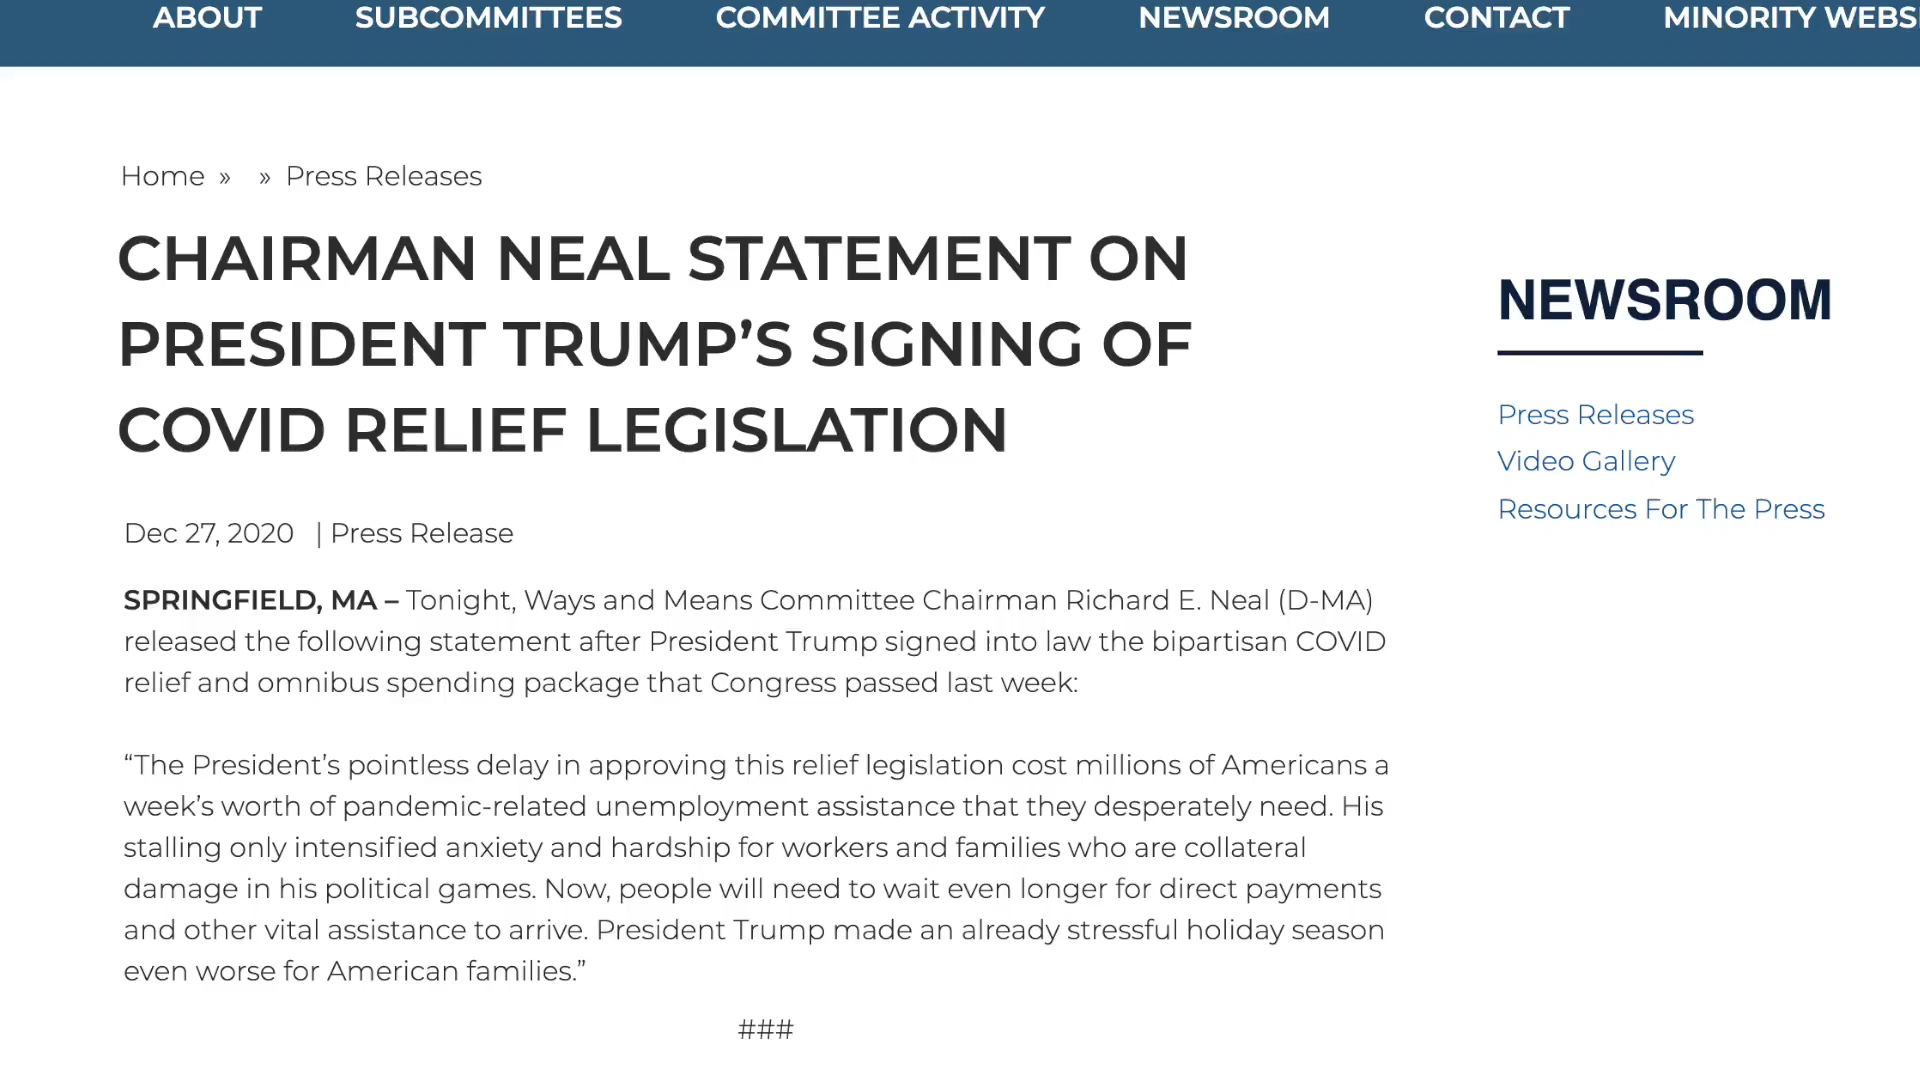 ABOUT SUBCOMMITTEES COMMITTEE ACTIVITY NEWSROOM CONTACT MINORITY WEBS
Home » » Press Releases
CHAIRMAN NEAL STATEMENT ON
PRESIDENT TRUMP’S SIGNING OF
COVID RELIEF LEGISLATION
Dec 27, 2020 | Press Release
SPRINGFIELD, MA – Tonight, Ways and Means Committee Chairman Richard E. Neal (D-MA)
released the following statement after President Trump signed into law the bipartisan COVID
relief and omnibus spending package that Congress passed last week:
“The President’s pointless delay in approving this relief legislation cost millions of Americans a
week’s worth of pandemic-related unemployment assistance that they desperately need. His
stalling only intensified anxiety and hardship for workers and families who are collateral
damage in his political games. Now, people will need to wait even longer for direct payments
and other vital assistance to arrive. President Trump made an already stressful holiday season
even worse for American families.”
###
NEWSROOM
Press Releases
Video Gallery
Resources For The Press